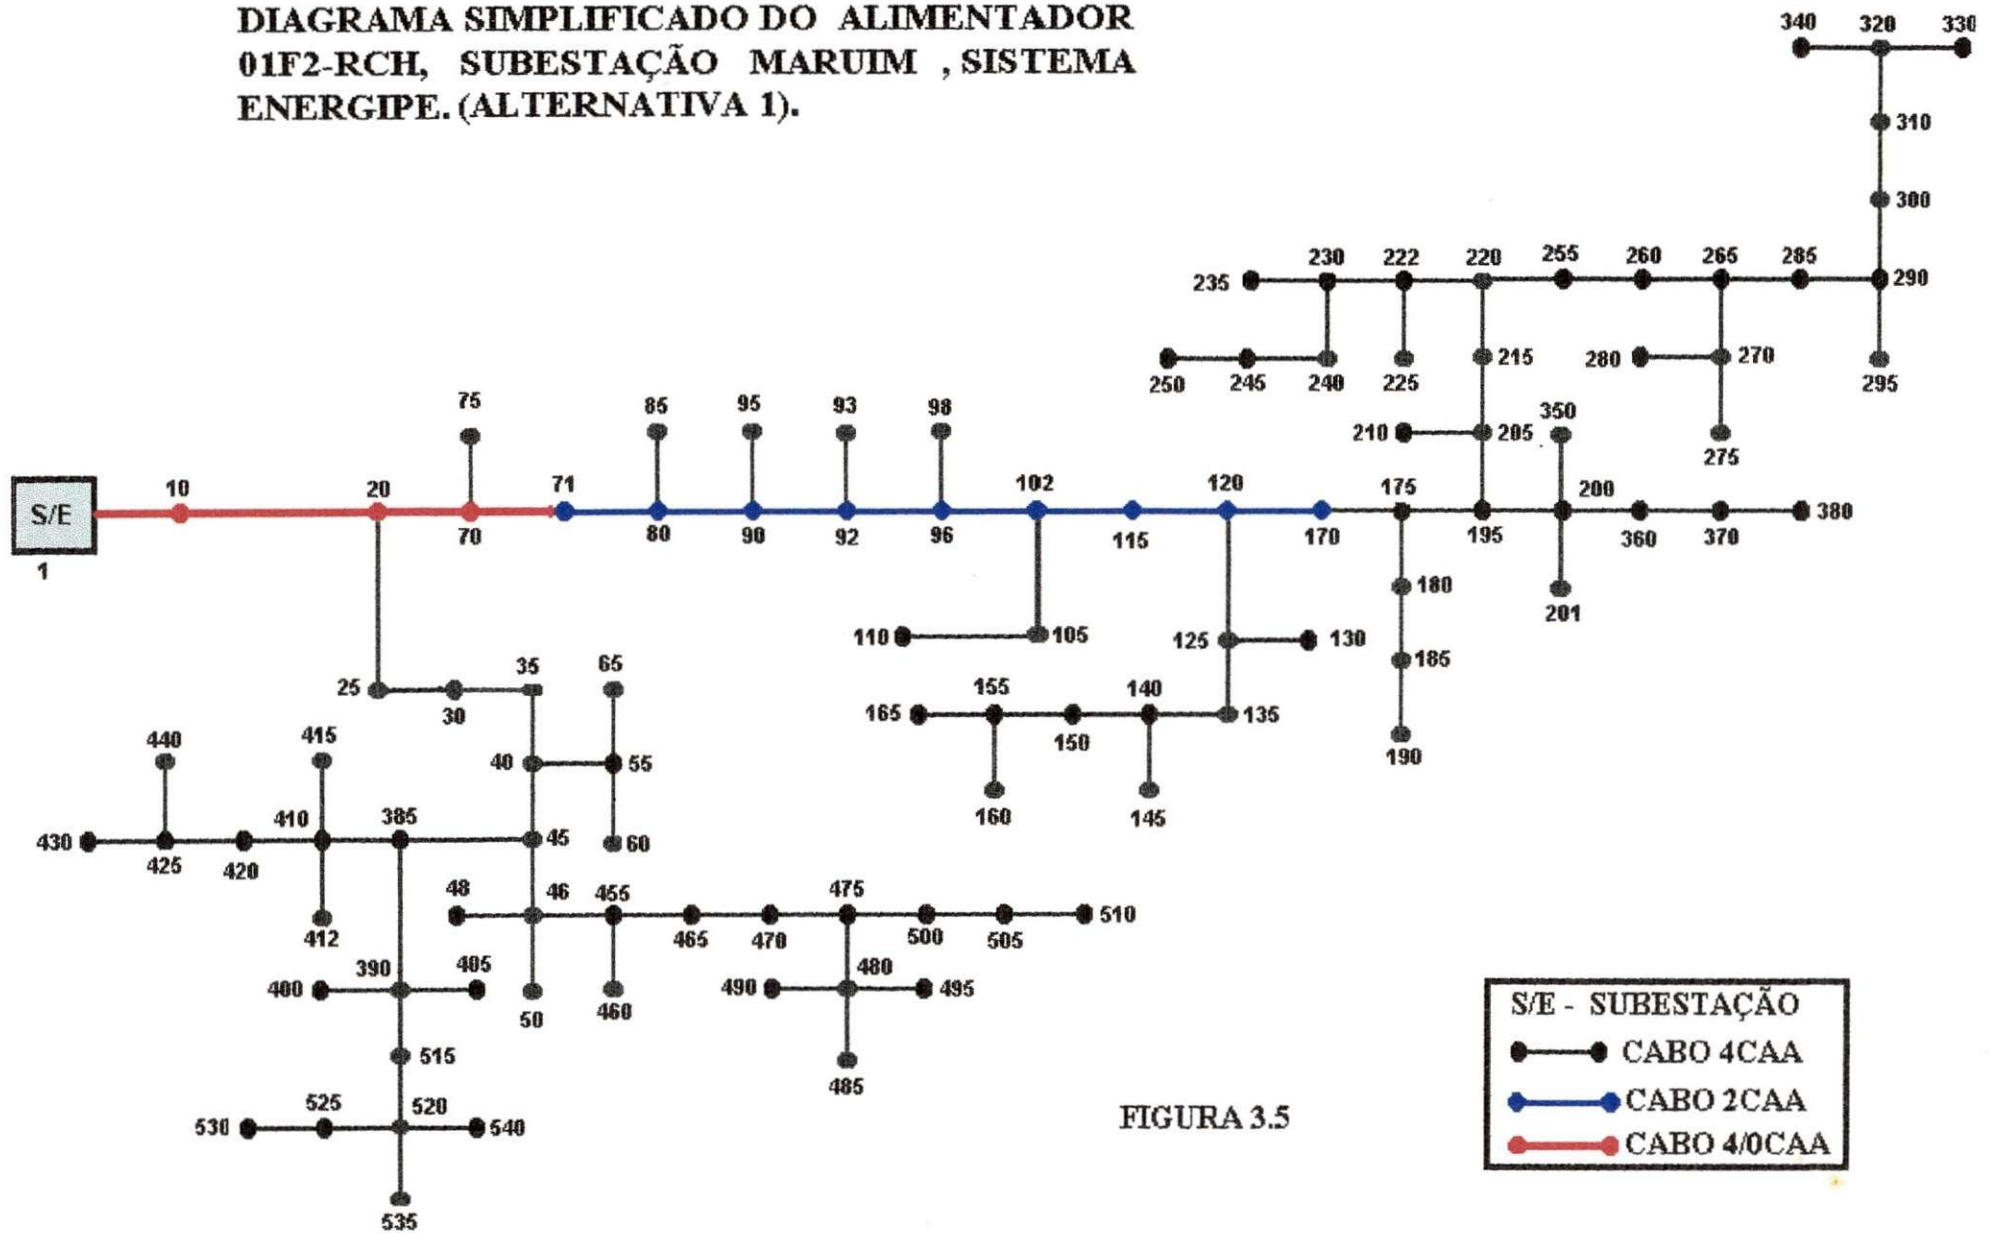 DIAGRAMA SIMPLIFICADO DO ALIMENTADOR
01F2-RCH, SUBESTAÇÃO MARUIM , SISTEMA
ENERGIPE. (ALTERNATIVA 1).
340 320 330
310
300
235 230 222 220 255 260 265 285 290
250 245 240 225 215 280 270 295
75 85 95 93 98 210 205 350 275
S/E 10 20 71 102 120 175 200 380
1 70 80 90 92 96 115 170 195 360 370
180
201
110 105 125 130
185
25 30 35 65
165 155 140 135
150
190
440 415 40 55
160 145
430 425 420 410 385 45 60
412
48 46 455 475 510
465 470 500 505
400 390 405 50 460 490 480 495
515 485
530 525 520 540
535
S/E - SUBESTAÇÃO
CABO 4CAA
CABO 2CAA
CABO 4/0CAA
FIGURA 3.5